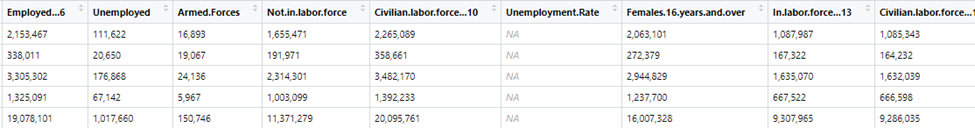 Employed...6 Unemployed Armed.Forces Not.in.labor.force Civilian.labor.force...10 Unemployment.Rate Females.16.years.and.over In.labor.force...13 Civilian.labor.force...1
2,153,467 111,622 16,893 1,655,471 2,265,089 NA 2,063,101 1,087,987 1,085,343
338,011 20,650 19,067 191,971 358,661 NA 272,379 167,322 164,232
3,305,302 176,868 24,136 2,314,301 3,482,170 NA 2,944,829 1,635,070 1,632,039
1,325,091 67,142 5,967 1,003,099 1,392,233 NA 1,237,700 667,522 666,598
19,078,101 1,017,660 150,746 11,371,279 20,095,761 NA 16,007,328 9,307,965 9,286,035